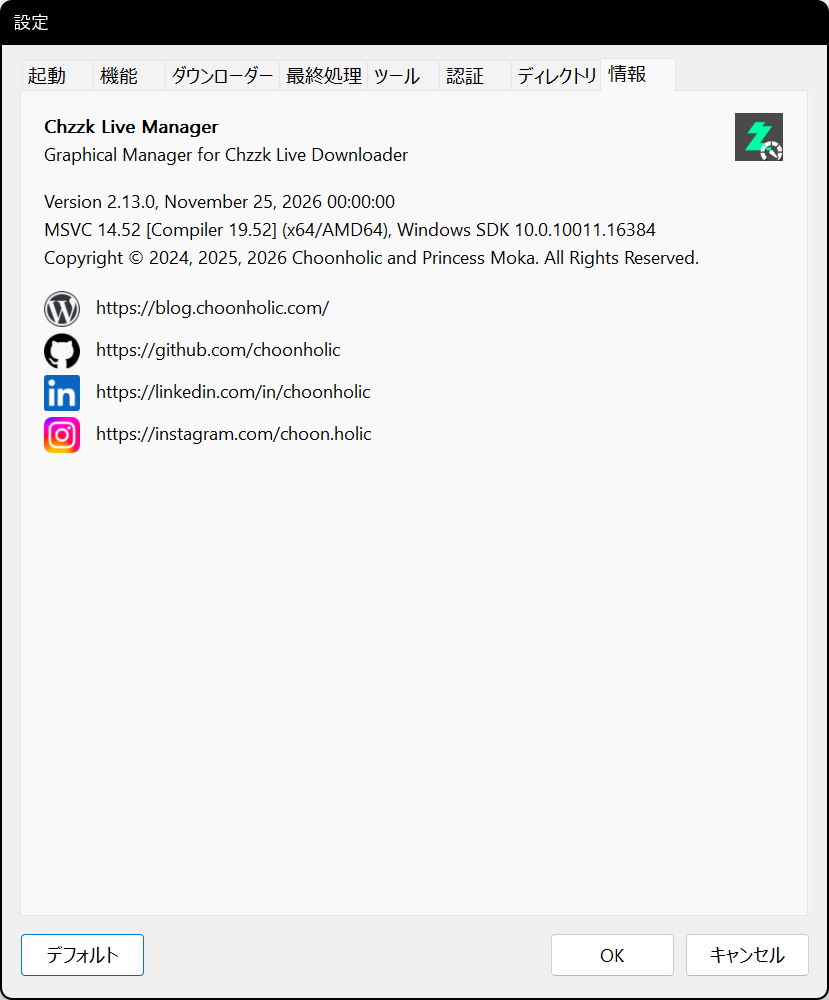 設定
起動 機能 ダウンローダー 最終処理 ツール 認証 ディレクトリ 情報
Chzzk Live Manager
Graphical Manager for Chzzk Live Downloader
Version 2.13.0, November 25, 2026 00:00:00
MSVC 14.52 [Compiler 19.52] (x64/AMD64), Windows SDK 10.0.10011.16384
Copyright © 2024, 2025, 2026 Choonholic and Princess Moka. All Rights Reserved.
https://blog.choonholic.com/
https://github.com/choonholic
https://linkedin.com/in/choonholic
https://instagram.com/choon.holic
デフォルト OK キャンセル